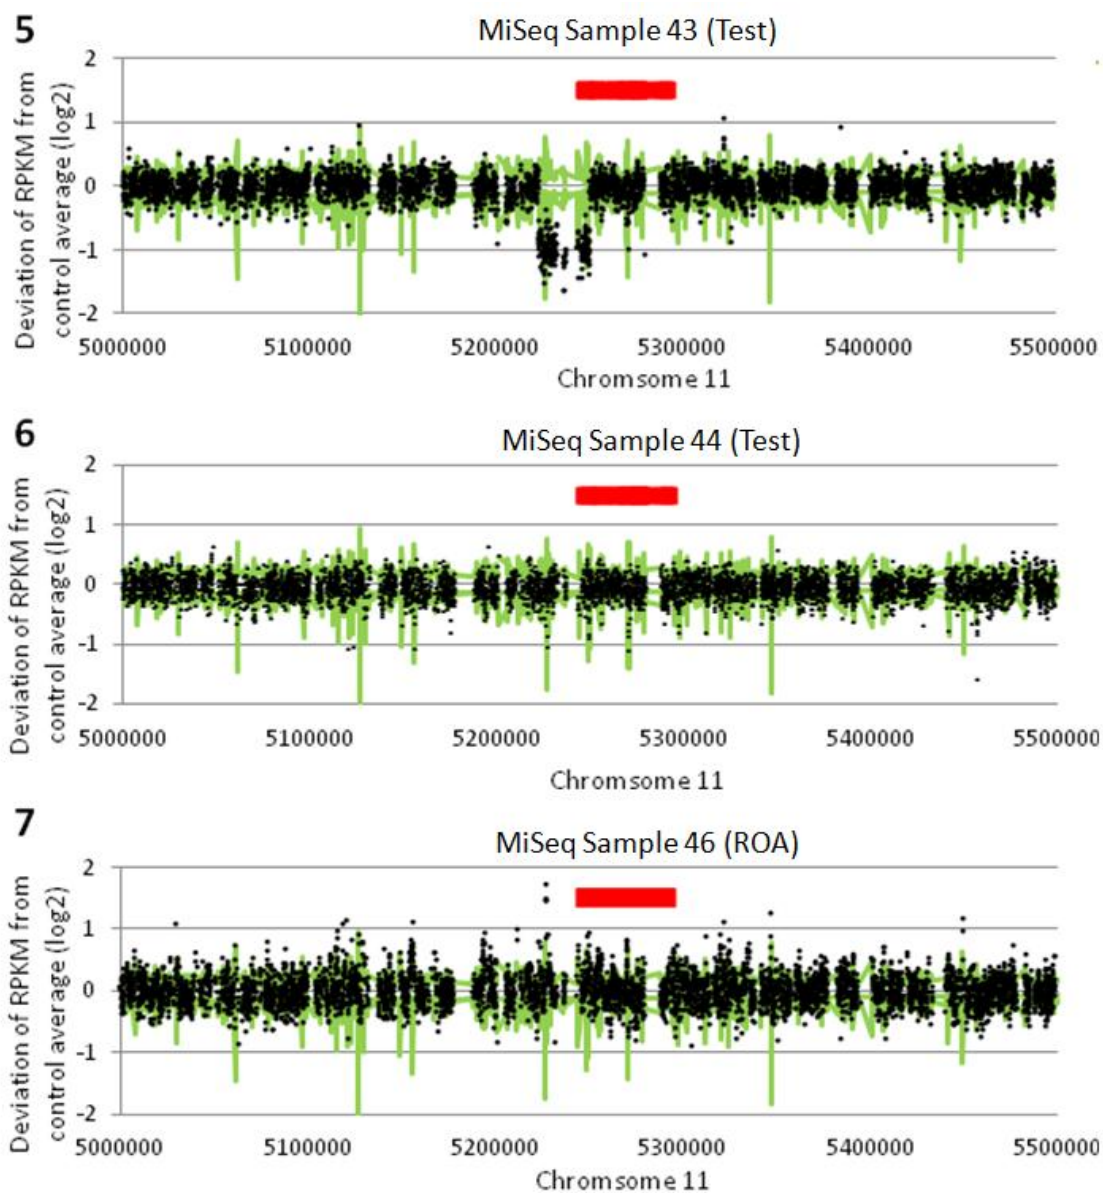 5
MiSeq Sample 43 (Test)
Deviation of RPKM from
control average (log2)
2
1
0
-1
-2
5000000 5100000 5200000 5300000 5400000 5500000
Chromsome 11
6
MiSeq Sample 44 (Test)
Deviation of RPKM from
control average (log2)
2
1
0
-1
-2
5000000 5100000 5200000 5300000 5400000 5500000
Chromsome 11
7
MiSeq Sample 46 (ROA)
Deviation of RPKM from
control average (log2)
2
1
0
-1
-2
5000000 5100000 5200000 5300000 5400000 5500000
Chromsome 11